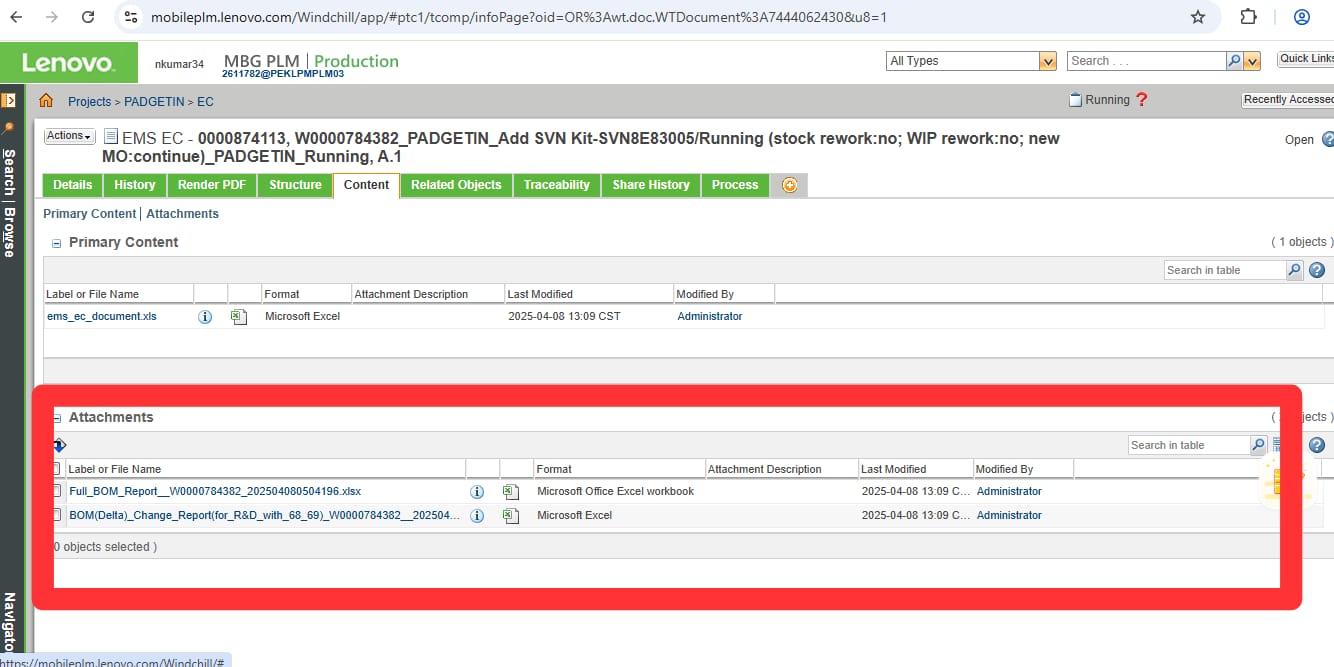 mobileplm.lenovo.com/Windchill/app/#ptc1/tcomp/infoPage?oid=OR%3Awt.doc.WTDocument%3A7444062430&u8=1
Lenovo.
nkumar34
MBG PLM | Production
2611782@PEKLPMPLM03
All Types
Search . . .
Quick Links
Projects > PADGETIN > EC
Running ?
Recently Accessed
Actions
EMS EC - 0000874113, W0000784382_PADGETIN_Add SVN Kit-SVN8E83005/Running (stock rework:no; WIP rework:no; new
MO:continue)_PADGETIN_Running, A.1
Open
Search | Browse
Details History Render PDF Structure Content Related Objects Traceability Share History Process
Primary Content | Attachments
Primary Content
( 1 objects )
Search in table
Label or File Name Format Attachment Description Last Modified Modified By
ems_ec_document.xls Microsoft Excel 2025-04-08 13:09 CST Administrator
Attachments
Search in table
Label or File Name Format Attachment Description Last Modified Modified By
Full_BOM_Report__W0000784382_202504080504196.xlsx Microsoft Office Excel workbook 2025-04-08 13:09 C... Administrator
BOM(Delta)_Change_Report(for_R&D_with_68_69)_W0000784382__202504... Microsoft Excel 2025-04-08 13:09 C... Administrator
0 objects selected )
Navigato
https://mobileplm.lenovo.com/Windchill/#